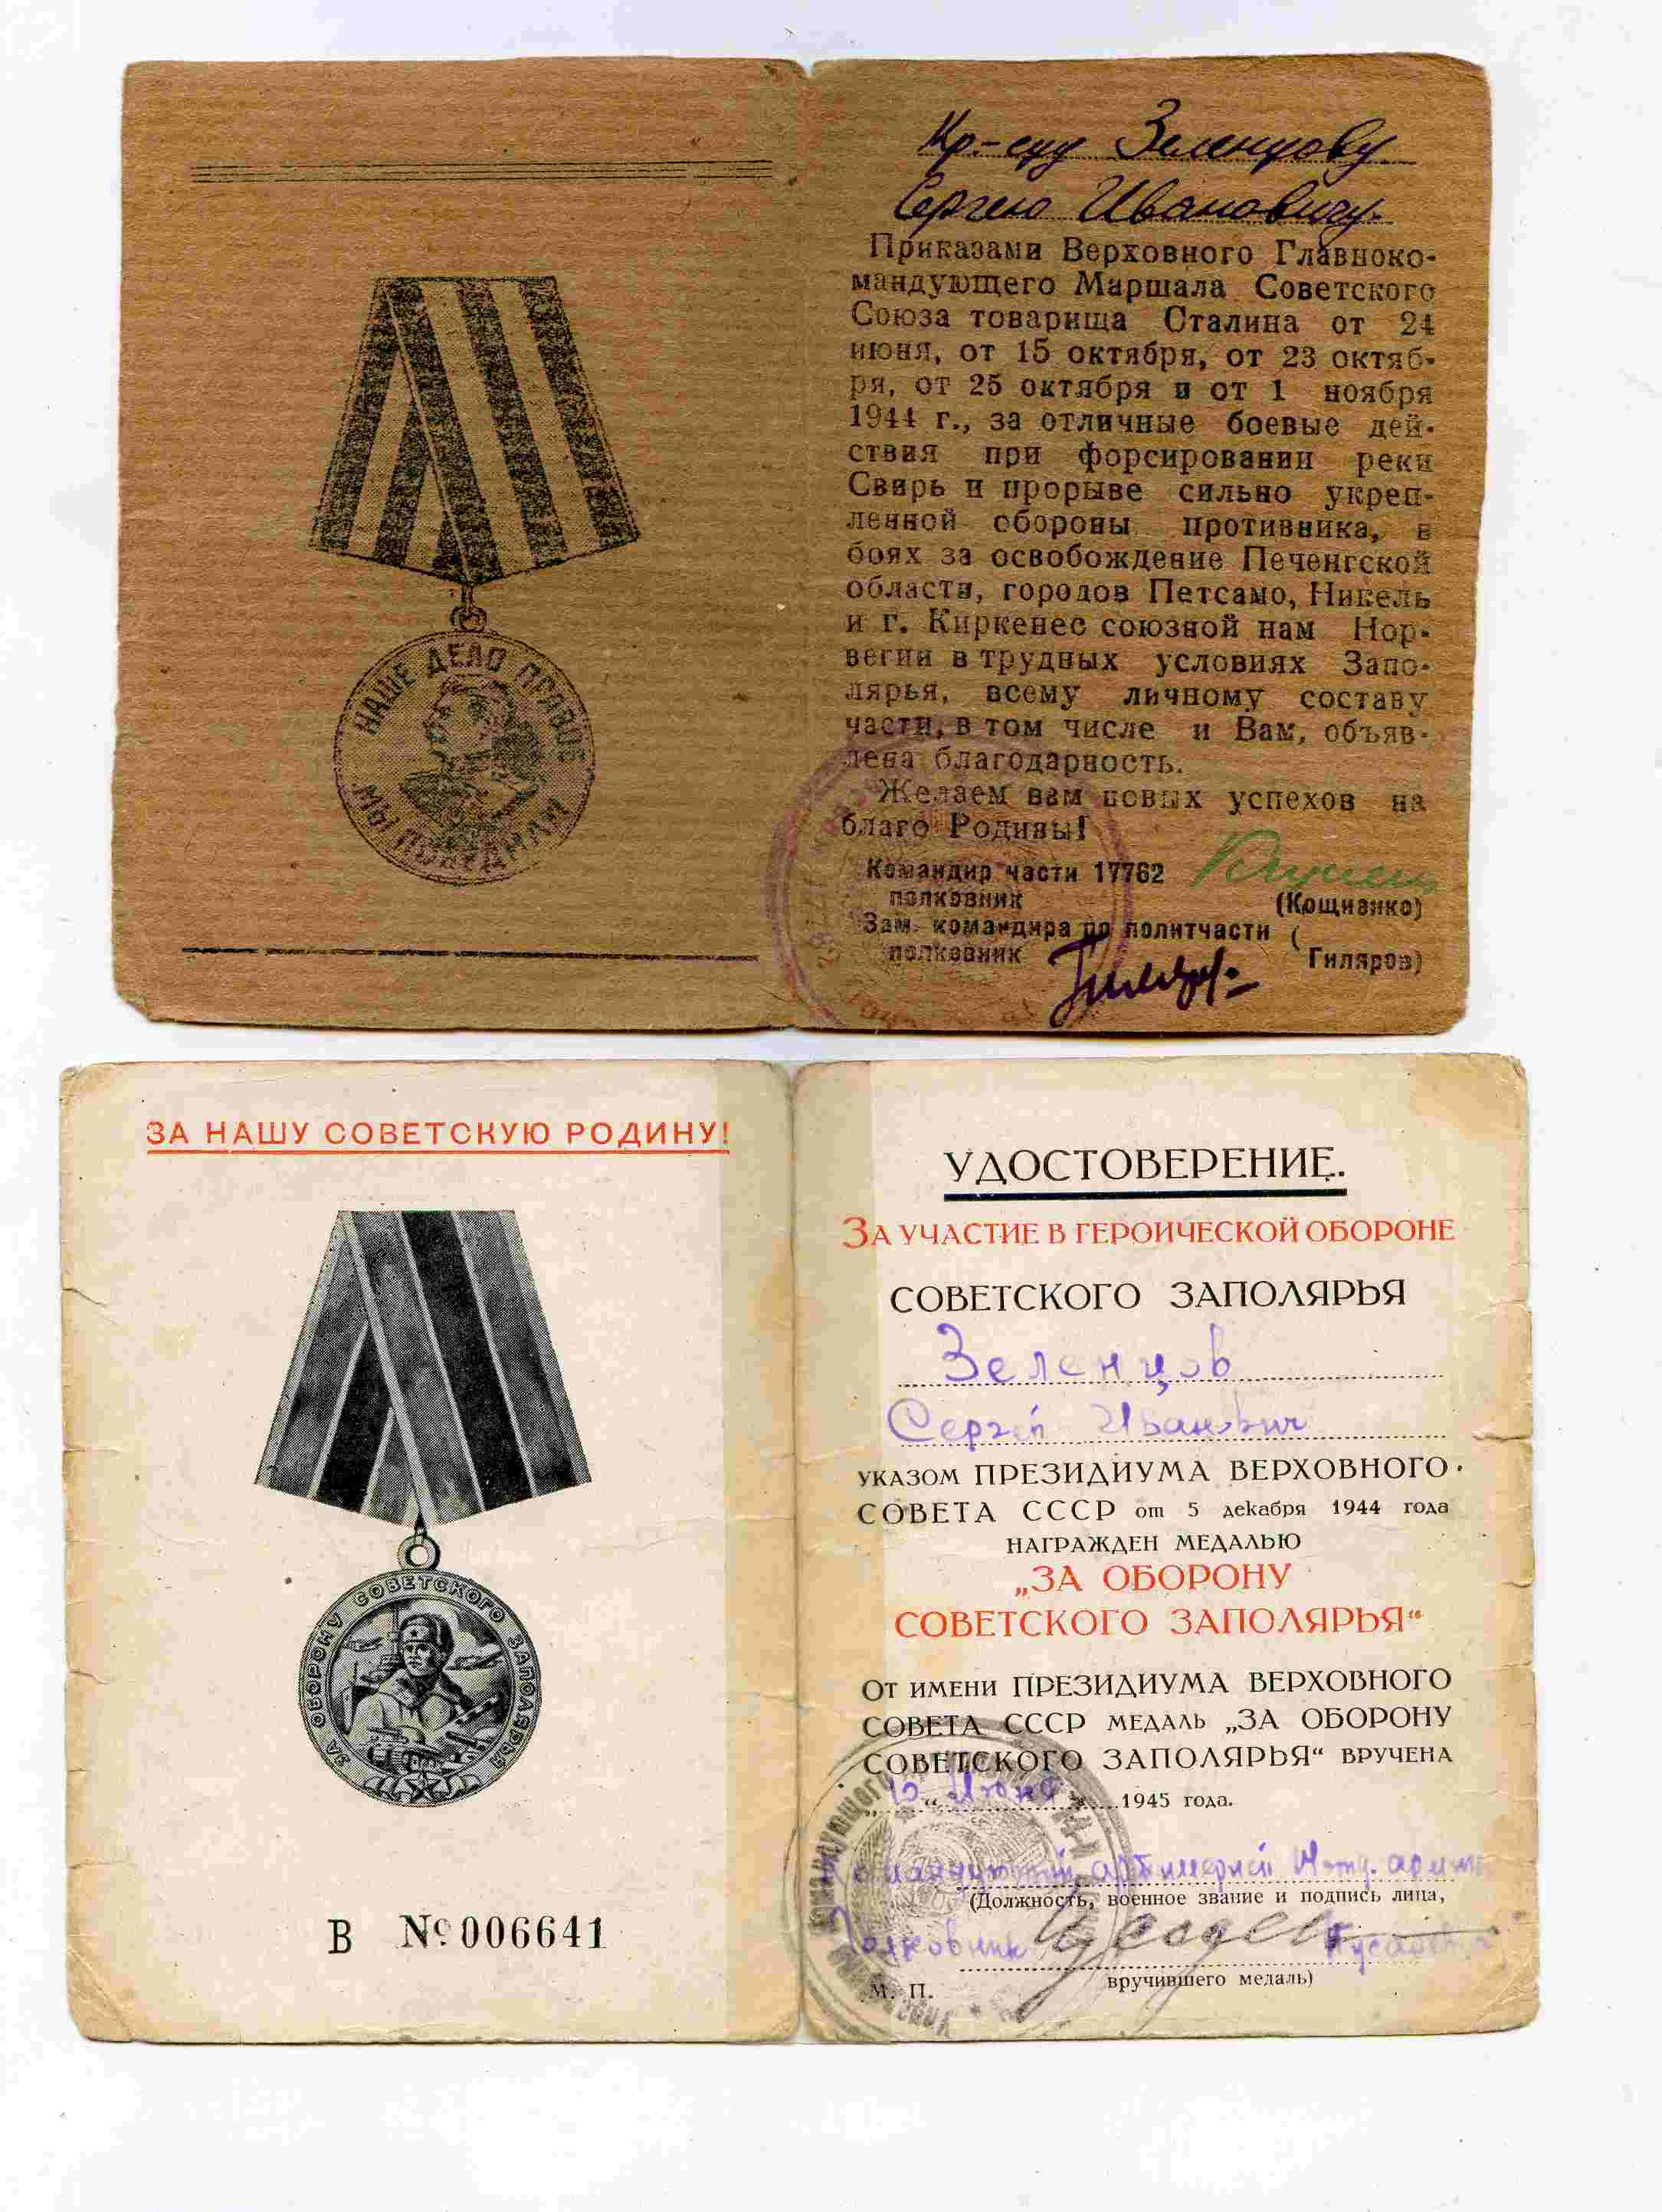 НАШЕ ДЕЛО ПРАВОЕ
МЫ ПОБЕДИЛИ
Кр-ецу Зеленцову
Сергею Ивановичу.
Приказами Верховного Главноко-
мандующего Маршала Советского
Союза товарища Сталина от 24
июня, от 15 октября, от 23 октяб-
ря, от 25 октября и от 1 ноября
1944 г., за отличные боевые дей-
ствия при форсировании реки
Свирь и прорыве сильно укреп-
ленной обороны противника, в
боях за освобождение Печенгской
области, городов Петсамо, Никель
и г. Киркенес союзной нам Нор-
вегии в трудных условиях Запо-
лярья, всему личному составу
части, в том числе и Вам, объяв-
лена благодарность.
Желаем вам новых успехов на
благо Родины!
Командир части 17762
полковник (Кощиенко)
Зам. командира по политчасти (
полковник Гиляров)
ЗА НАШУ СОВЕТСКУЮ РОДИНУ!
ЗА ОБОРОНУ СОВЕТСКОГО ЗАПОЛЯРЬЯ
В № 006641
УДОСТОВЕРЕНИЕ.
ЗА УЧАСТИЕ В ГЕРОИЧЕСКОЙ ОБОРОНЕ
СОВЕТСКОГО ЗАПОЛЯРЬЯ
Зеленцов
Сергей Иванович
УКАЗОМ ПРЕЗИДИУМА ВЕРХОВНОГО
СОВЕТА СССР от 5 декабря 1944 года
НАГРАЖДЕН МЕДАЛЬЮ
„ЗА ОБОРОНУ
СОВЕТСКОГО ЗАПОЛЯРЬЯ“
ОТ ИМЕНИ ПРЕЗИДИУМА ВЕРХОВНОГО
СОВЕТА СССР МЕДАЛЬ „ЗА ОБОРОНУ
СОВЕТСКОГО ЗАПОЛЯРЬЯ“ ВРУЧЕНА
1945 года.
Командующий артиллерией
(Должность, военное звание и подпись лица,
Полковник
М. П. вручившего медаль)